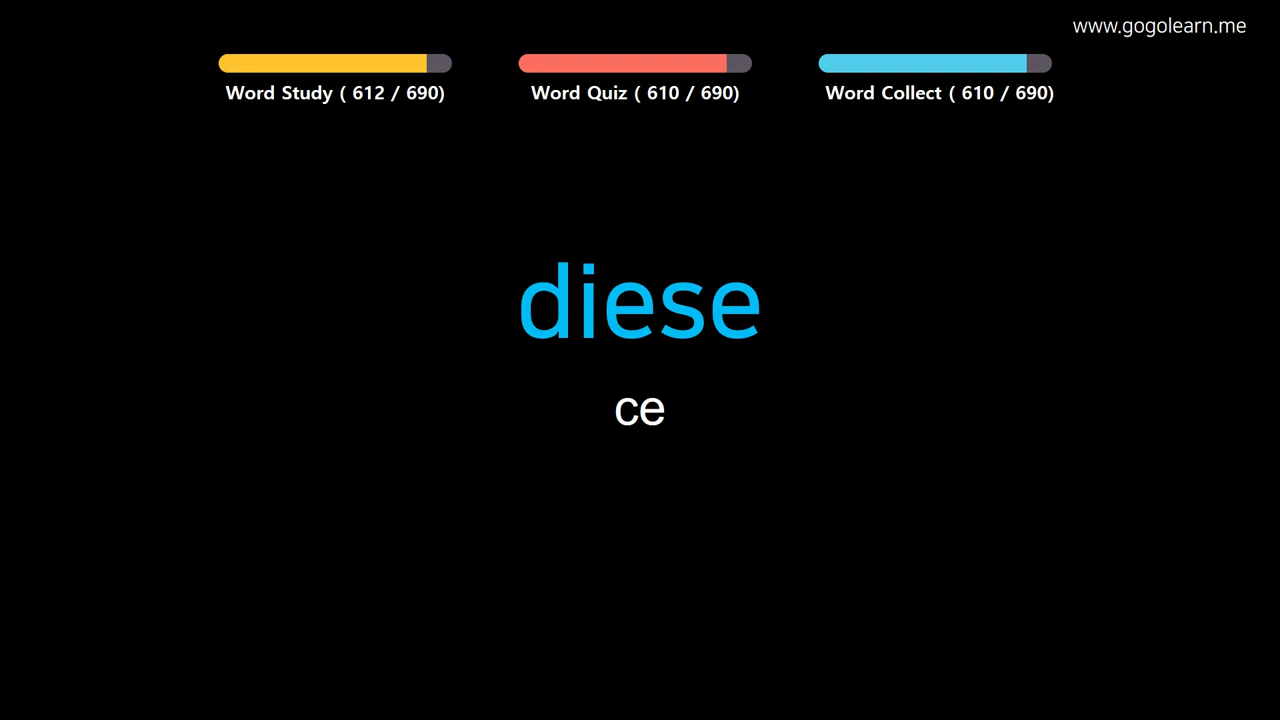 www.gogolearn.me
Word Study ( 612 / 690)
Word Quiz ( 610 / 690)
Word Collect ( 610 / 690)
diese
ce